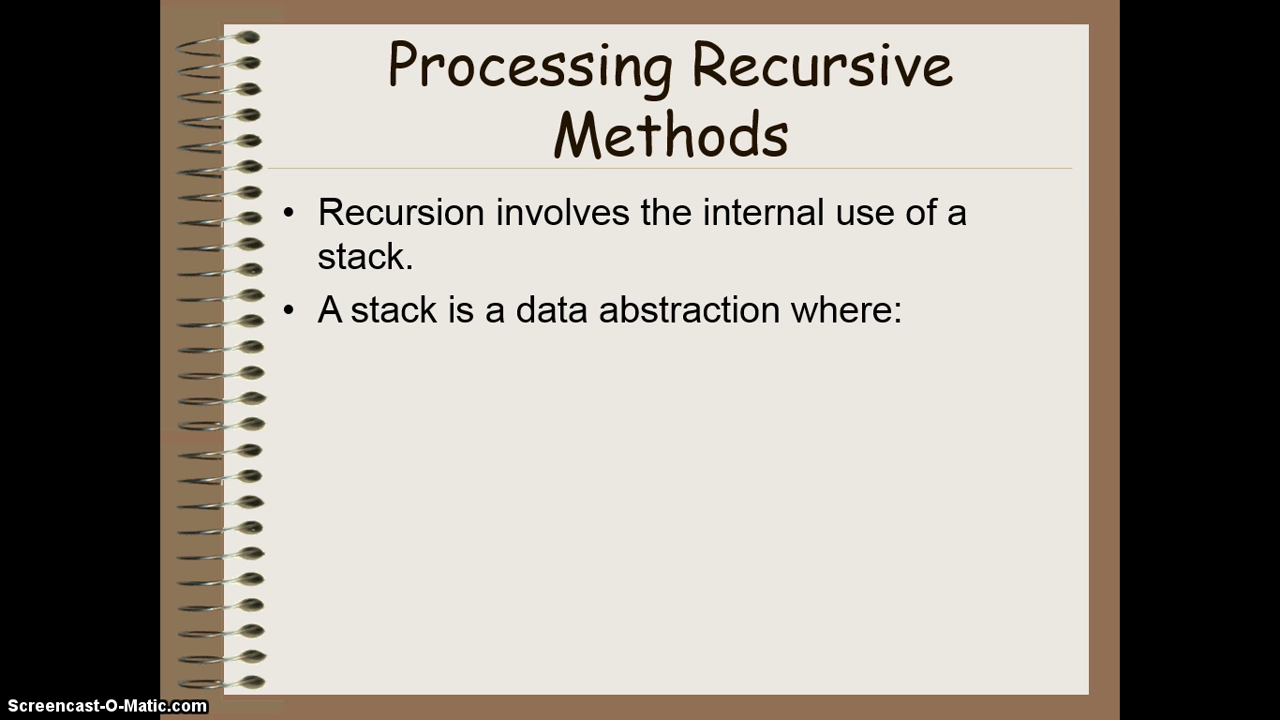 Processing Recursive
Methods
• Recursion involves the internal use of a
stack.
• A stack is a data abstraction where:
Screencast-O-Matic.com